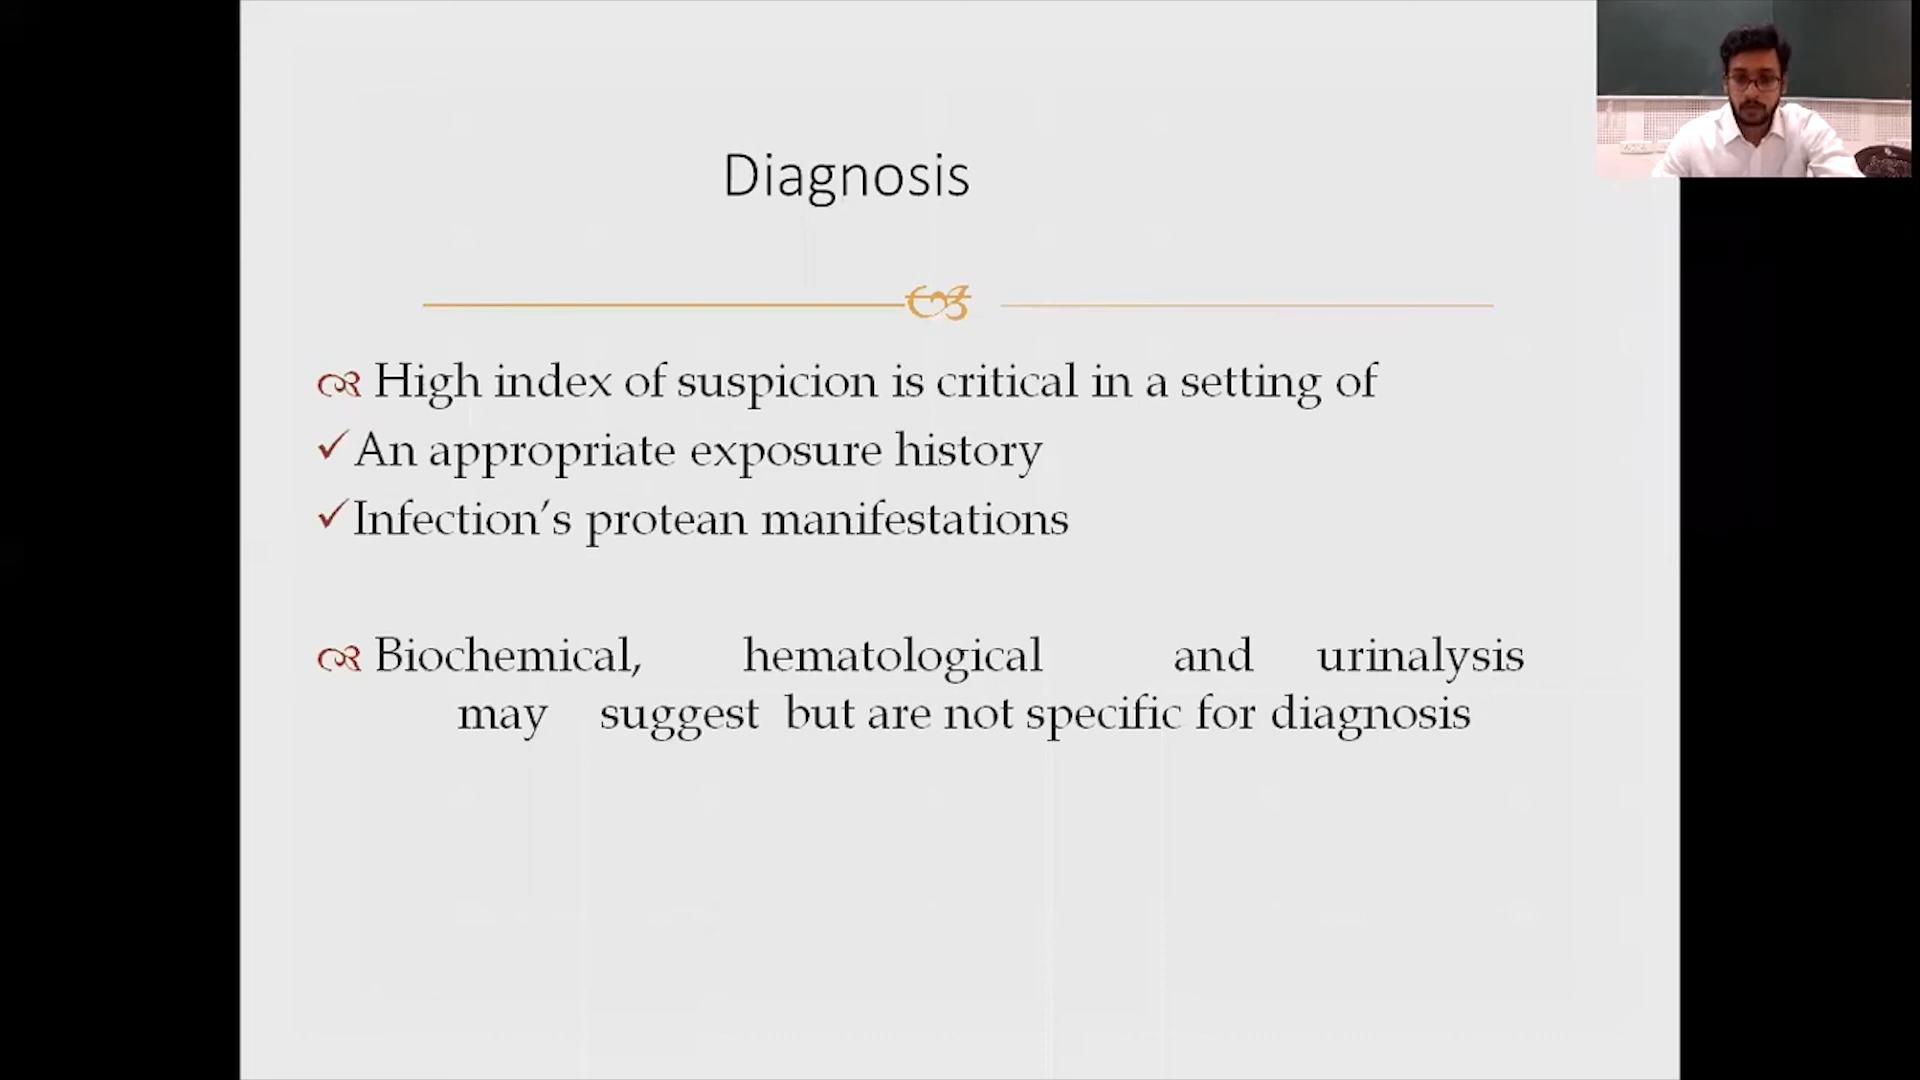 Diagnosis
High index of suspicion is critical in a setting of
✓ An appropriate exposure history
✓ Infection's protean manifestations
Biochemical, hematological and urinalysis
may suggest but are not specific for diagnosis